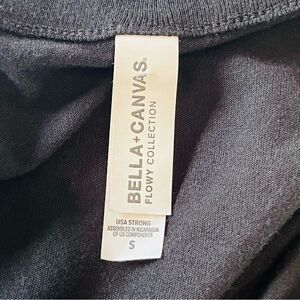 BELLA+CANVAS.
FLOWY COLLECTION
USA STRONG
ASSEMBLED IN NICARAGUA
OF US COMPONENTS
S